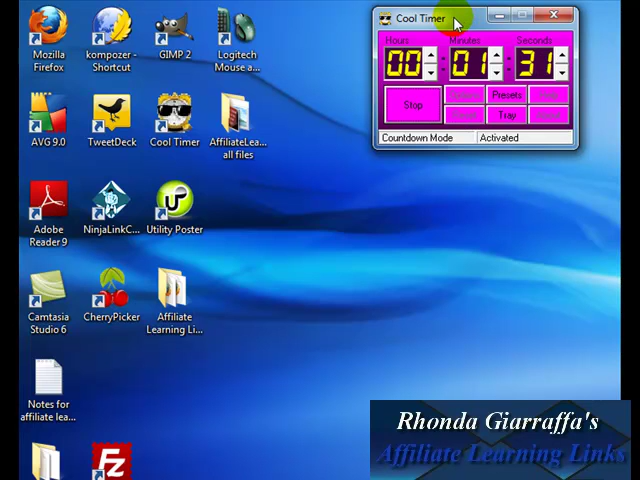 Mozilla
Firefox
kompozer -
Shortcut
GIMP 2
Logitech
Mouse a...
AVG 9.0
TweetDeck
Cool Timer
AffiliateLea...
all files
Adobe
Reader 9
NinjaLinkC...
Utility Poster
Camtasia
Studio 6
CherryPicker
Affiliate
Learning Li...
Notes for
affiliate lea...
Fz
Cool Timer
Hours
Minutes
Seconds
00 : 01 : 31
Stop
Presets
Tray
Countdown Mode
Activated
Rhonda Giarraffa's
Affiliate Learning Links